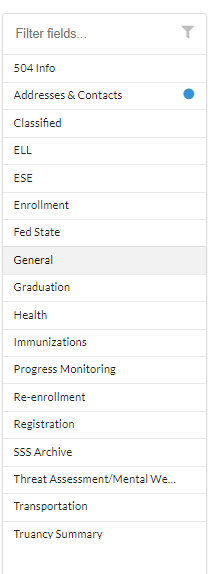 Filter fields...
504 Info
Addresses & Contacts
Classified
ELL
ESE
Enrollment
Fed State
General
Graduation
Health
Immunizations
Progress Monitoring
Re-enrollment
Registration
SSS Archive
Threat Assessment/Mental We...
Transportation
Truancy Summary